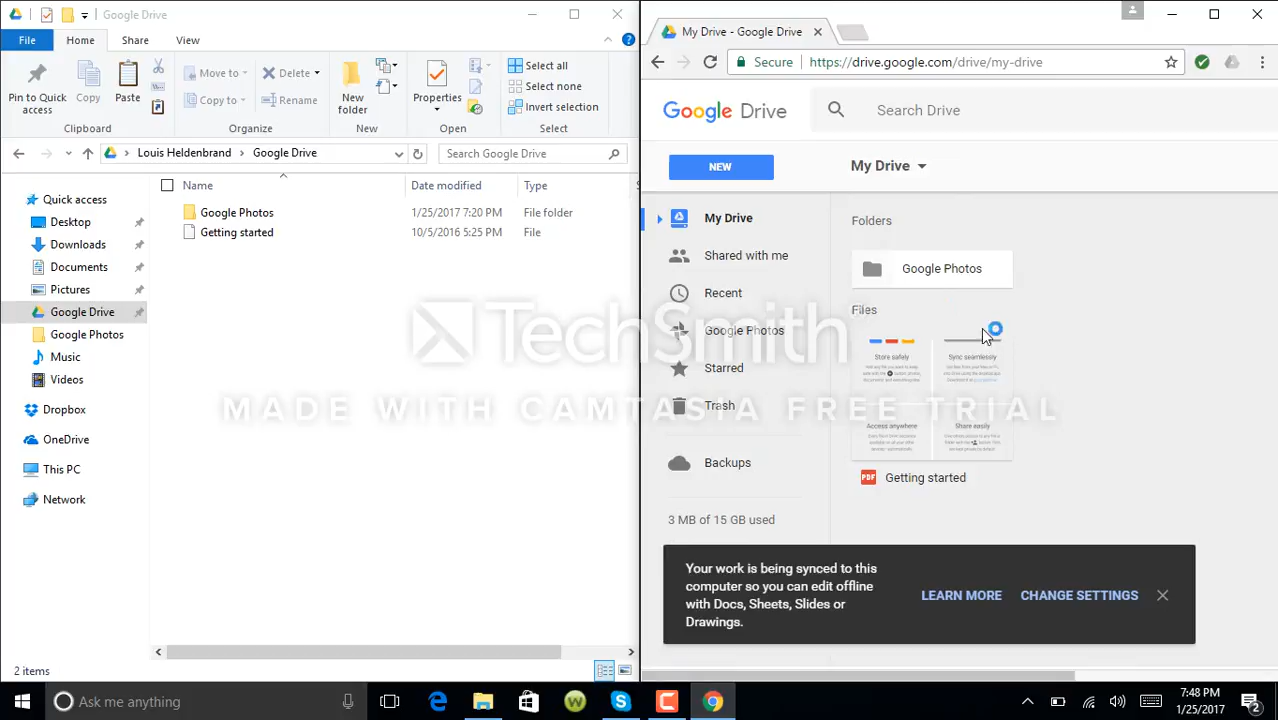 Google Drive
File
Home
Share
View
Pin to Quick access
Copy
Paste
Clipboard
Move to
Copy to
Delete
Rename
Organize
New folder
New
Properties
Open
Select all
Select none
Invert selection
Select
Louis Heldenbrand
Google Drive
Search Google Drive
Name
Date modified
Type
Google Photos
1/25/2017 7:20 PM
File folder
Getting started
10/5/2016 5:25 PM
File
Quick access
Desktop
Downloads
Documents
Pictures
Google Drive
Google Photos
Music
Videos
Dropbox
OneDrive
This PC
Network
2 items
My Drive - Google Drive
Secure
https://drive.google.com/drive/my-drive
Google Drive
Search Drive
NEW
My Drive
My Drive
Shared with me
Recent
Google Photos
Starred
Trash
Backups
3 MB of 15 GB used
Folders
Google Photos
Files
Store safely
Sync seamlessly
Access anywhere
Share easily
PDF
Getting started
Your work is being synced to this
computer so you can edit offline
with Docs, Sheets, Slides or
Drawings.
LEARN MORE
CHANGE SETTINGS
TechSmith
MADE WITH CAMTASIA FREE TRIAL
Ask me anything
7:48 PM
1/25/2017
2